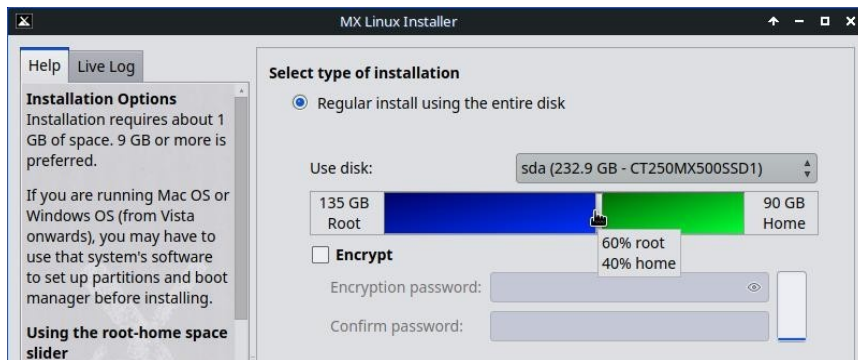 MX Linux Installer
Help
Live Log
Installation Options
Installation requires about 1
GB of space. 9 GB or more is
preferred.
If you are running Mac OS or
Windows OS (from Vista
onwards), you may have to
use that system's software
to set up partitions and boot
manager before installing.
Using the root-home space
slider
Select type of installation
Regular install using the entire disk
Use disk:
sda (232.9 GB - CT250MX500SSD1)
135 GB
Root
90 GB
Home
60% root
40% home
Encrypt
Encryption password:
Confirm password: